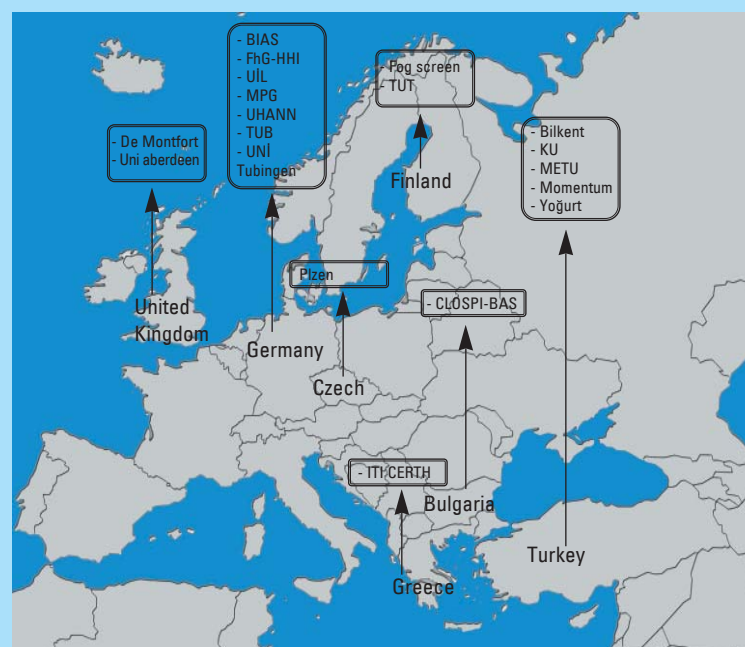 - BIAS
- FhG-HHI
- UİL
- MPG
- UHANN
- TUB
- UNİ
Tubingen
- Fog screen
- TUT
- De Montfort
- Uni aberdeen
- Bilkent
- KU
- METU
- Momentum
- Yoğurt
Finland
Plzen
- CLOSPI-BAS
United
Kingdom
Germany
Czech
- ITI CERTH
Bulgaria
Turkey
Greece